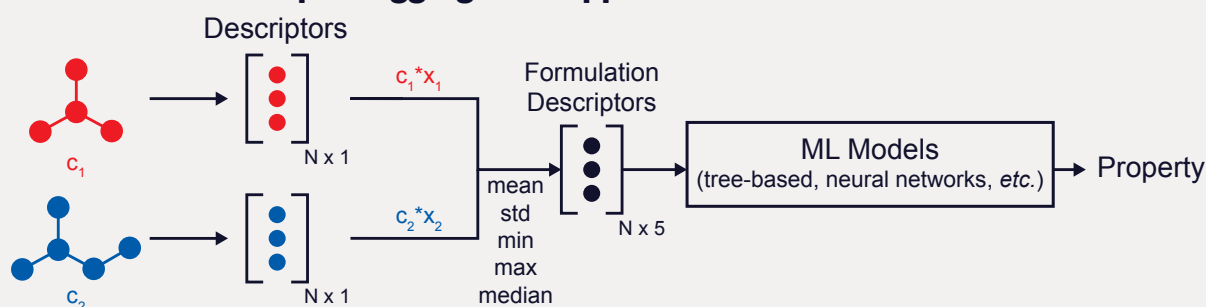 Descriptors
c1
N x 1
c1*x1
c2
N x 1
c2*x2
mean
std
min
max
median
Formulation
Descriptors
N x 5
ML Models
(tree-based, neural networks, etc.)
Property